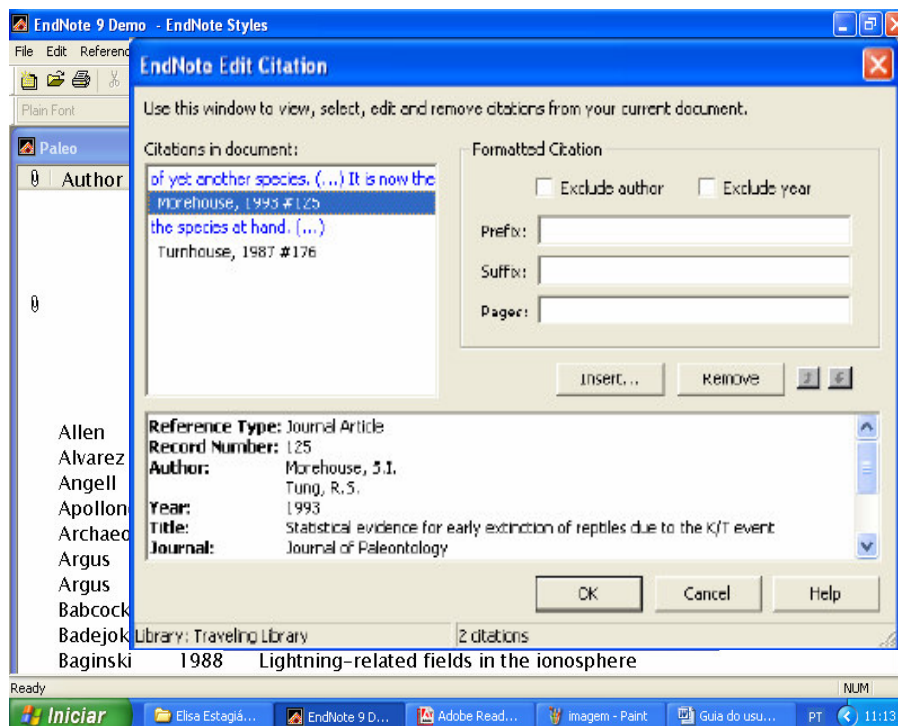 EndNote 9 Demo - EndNote Styles
File Edit Referenc
Plain Font
EndNote Edit Citation
Use this window to view, select, edit and remove citations from your current document.
Paleo
Author
Citations in document:
of yet another species. (...) It is now the
Morehouse, 1993 #125
the species at hand. (...)
Turnhouse, 1987 #176
Formatted Citation
Exclude author Exclude year
Prefix:
Suffix:
Pages:
Insert... Remove
Reference Type: Journal Article
Record Number: 125
Author: Morehouse, S.I.
Tung, R.S.
Year: 1993
Title: Statistical evidence for early extinction of reptiles due to the K/T event
Journal: Journal of Paleontology
OK Cancel Help
Library: Traveling Library 2 citations
Allen
Alvarez
Angell
Apollon
Archaeo
Argus
Argus
Babcock
Badejok
Baginski 1988 Lightning-related fields in the ionosphere
Ready NUM
Iniciar Elisa Estagiá... EndNote 9 D... Adobe Read... imagem - Paint Guia do usu... PT 11:13